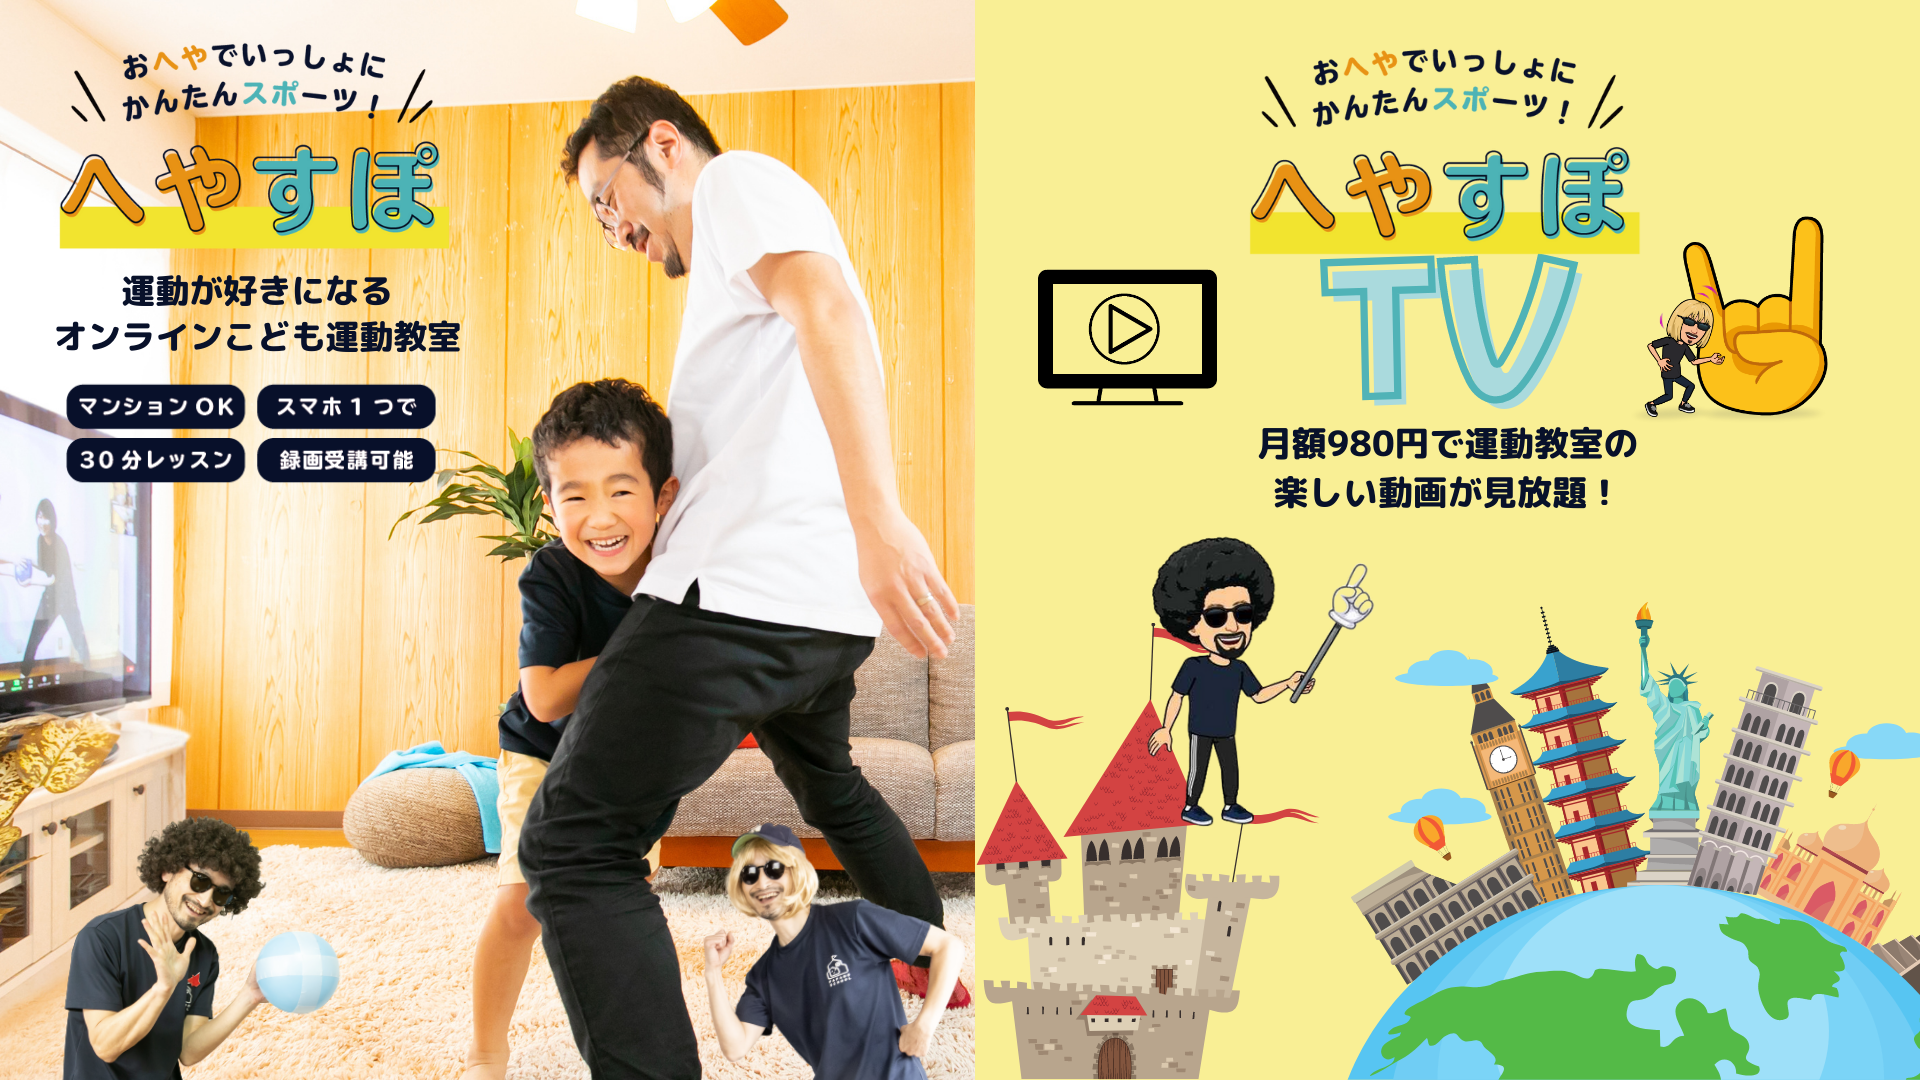 おへやでいっしょに
かんたんスポーツ！
へやすぽ
運動が好きになる
オンラインこども運動教室
マンションOK
スマホ1つで
30分レッスン
録画受講可能
おへやでいっしょに
かんたんスポーツ！
へやすぽ
TV
月額980円で運動教室の
楽しい動画が見放題！